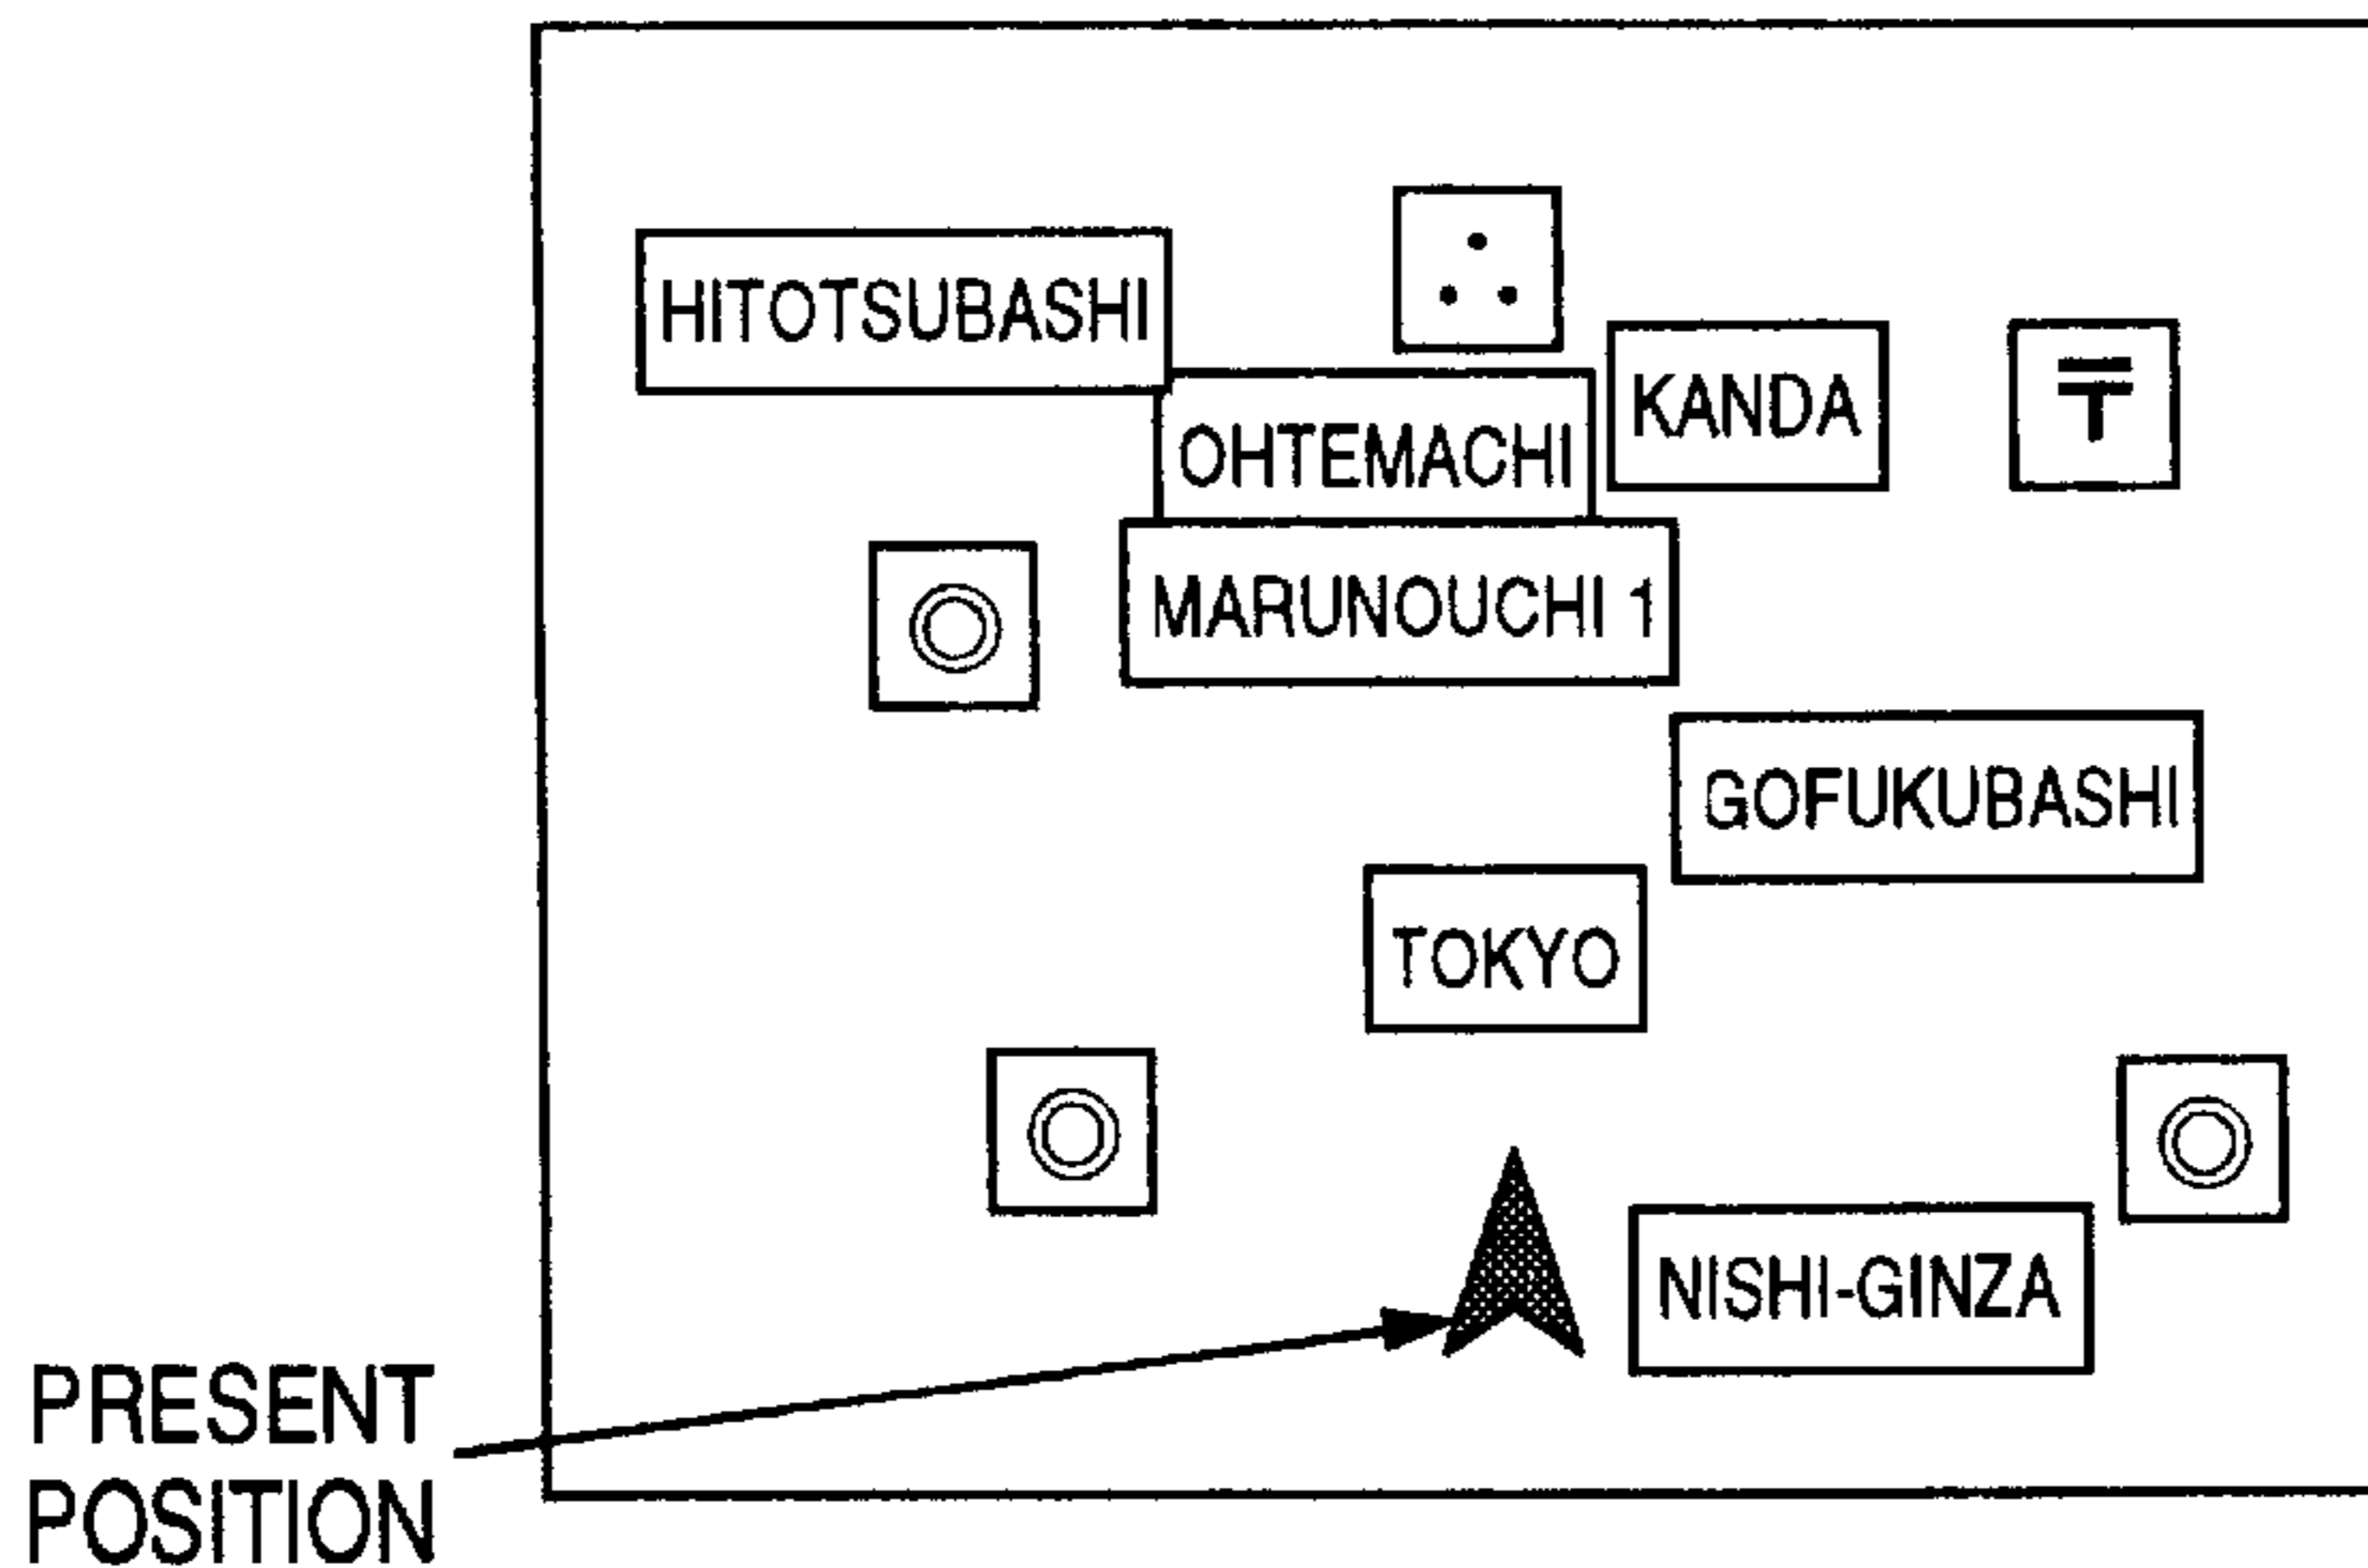 HITOTSUBASHI
KANDA
〒
OHTEMACHI
MARUNOUCHI 1
GOFUKUBASHI
TOKYO
NISHI-GINZA
PRESENT
POSITION